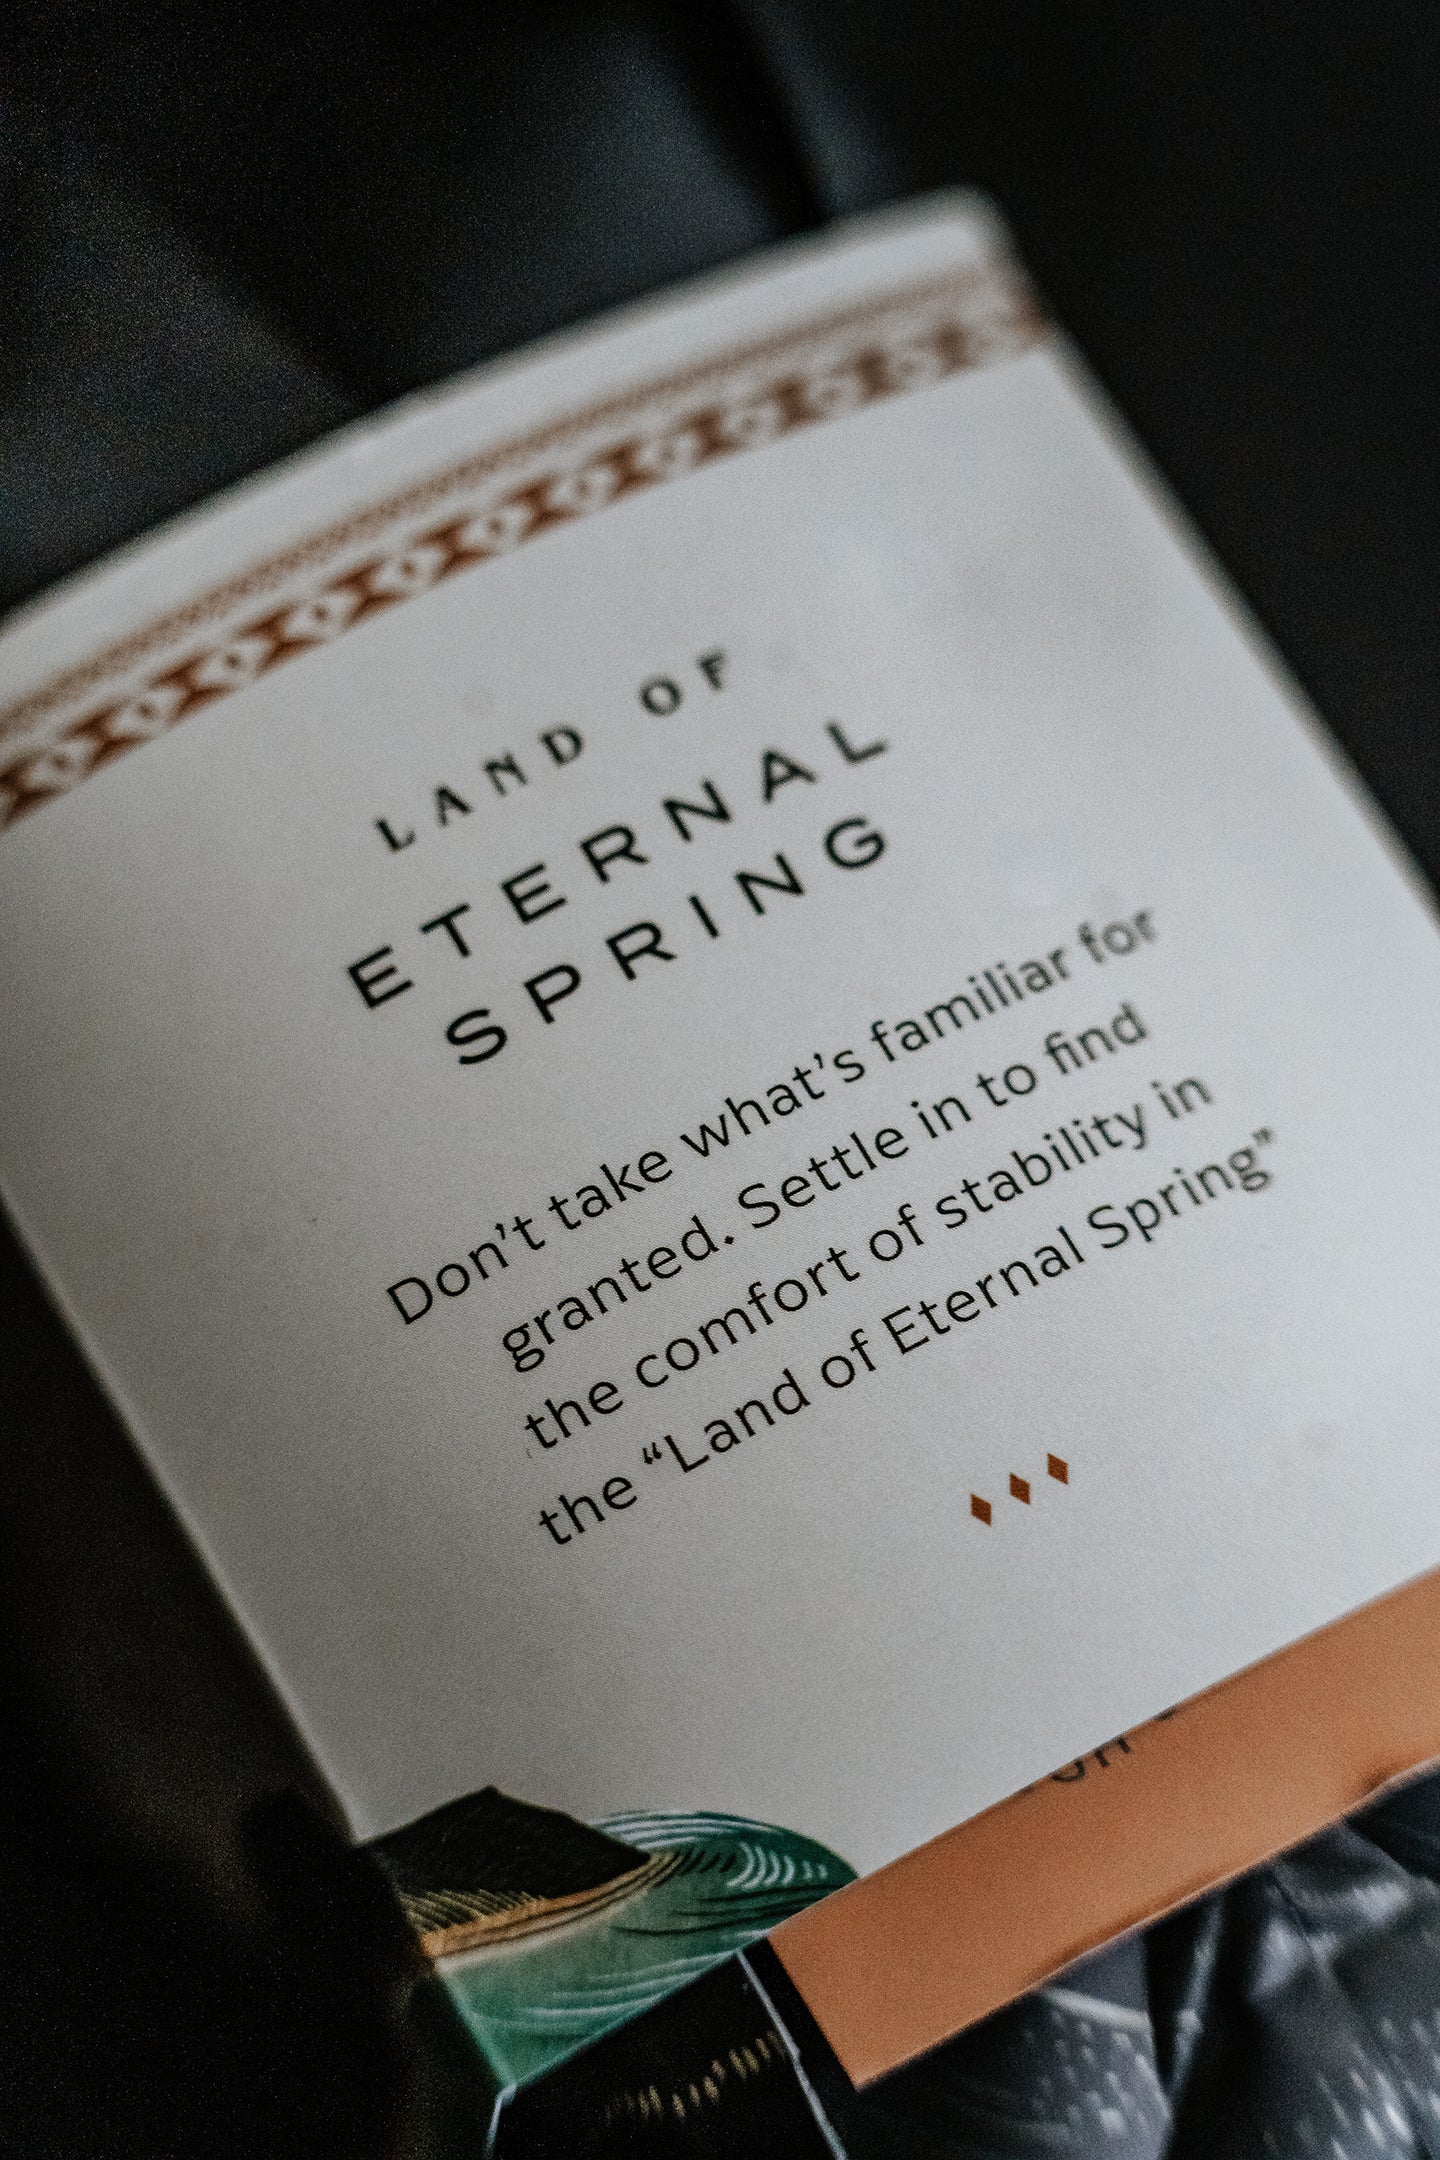 LAND OF
ETERNAL
SPRING
Don’t take what’s familiar for
granted. Settle in to find
the comfort of stability in
the “Land of Eternal Spring”